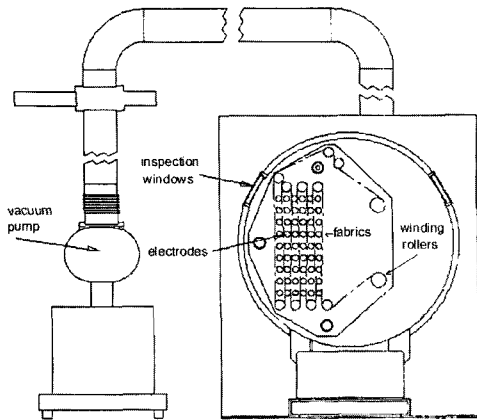 inspection
windows
vacuum
pump
electrodes
fabrics
winding
rollers